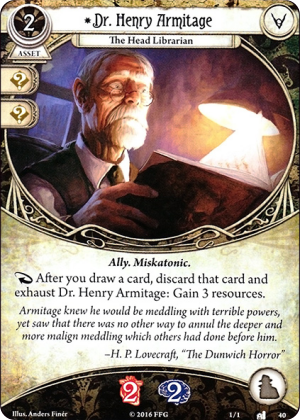 2
*Dr. Henry Armitage
ASSET
The Head Librarian
?
?
Ally. Miskatonic.
After you draw a card, discard that card and
exhaust Dr. Henry Armitage: Gain 3 resources.
Armitage knew he would be meddling with terrible powers,
yet saw that there was no other way to annul the deeper and
more malign meddling which others had done before him.
–H. P. Lovecraft, “The Dunwich Horror”
2
2
Illus. Anders Finér
© 2016 FFG
1/1
40